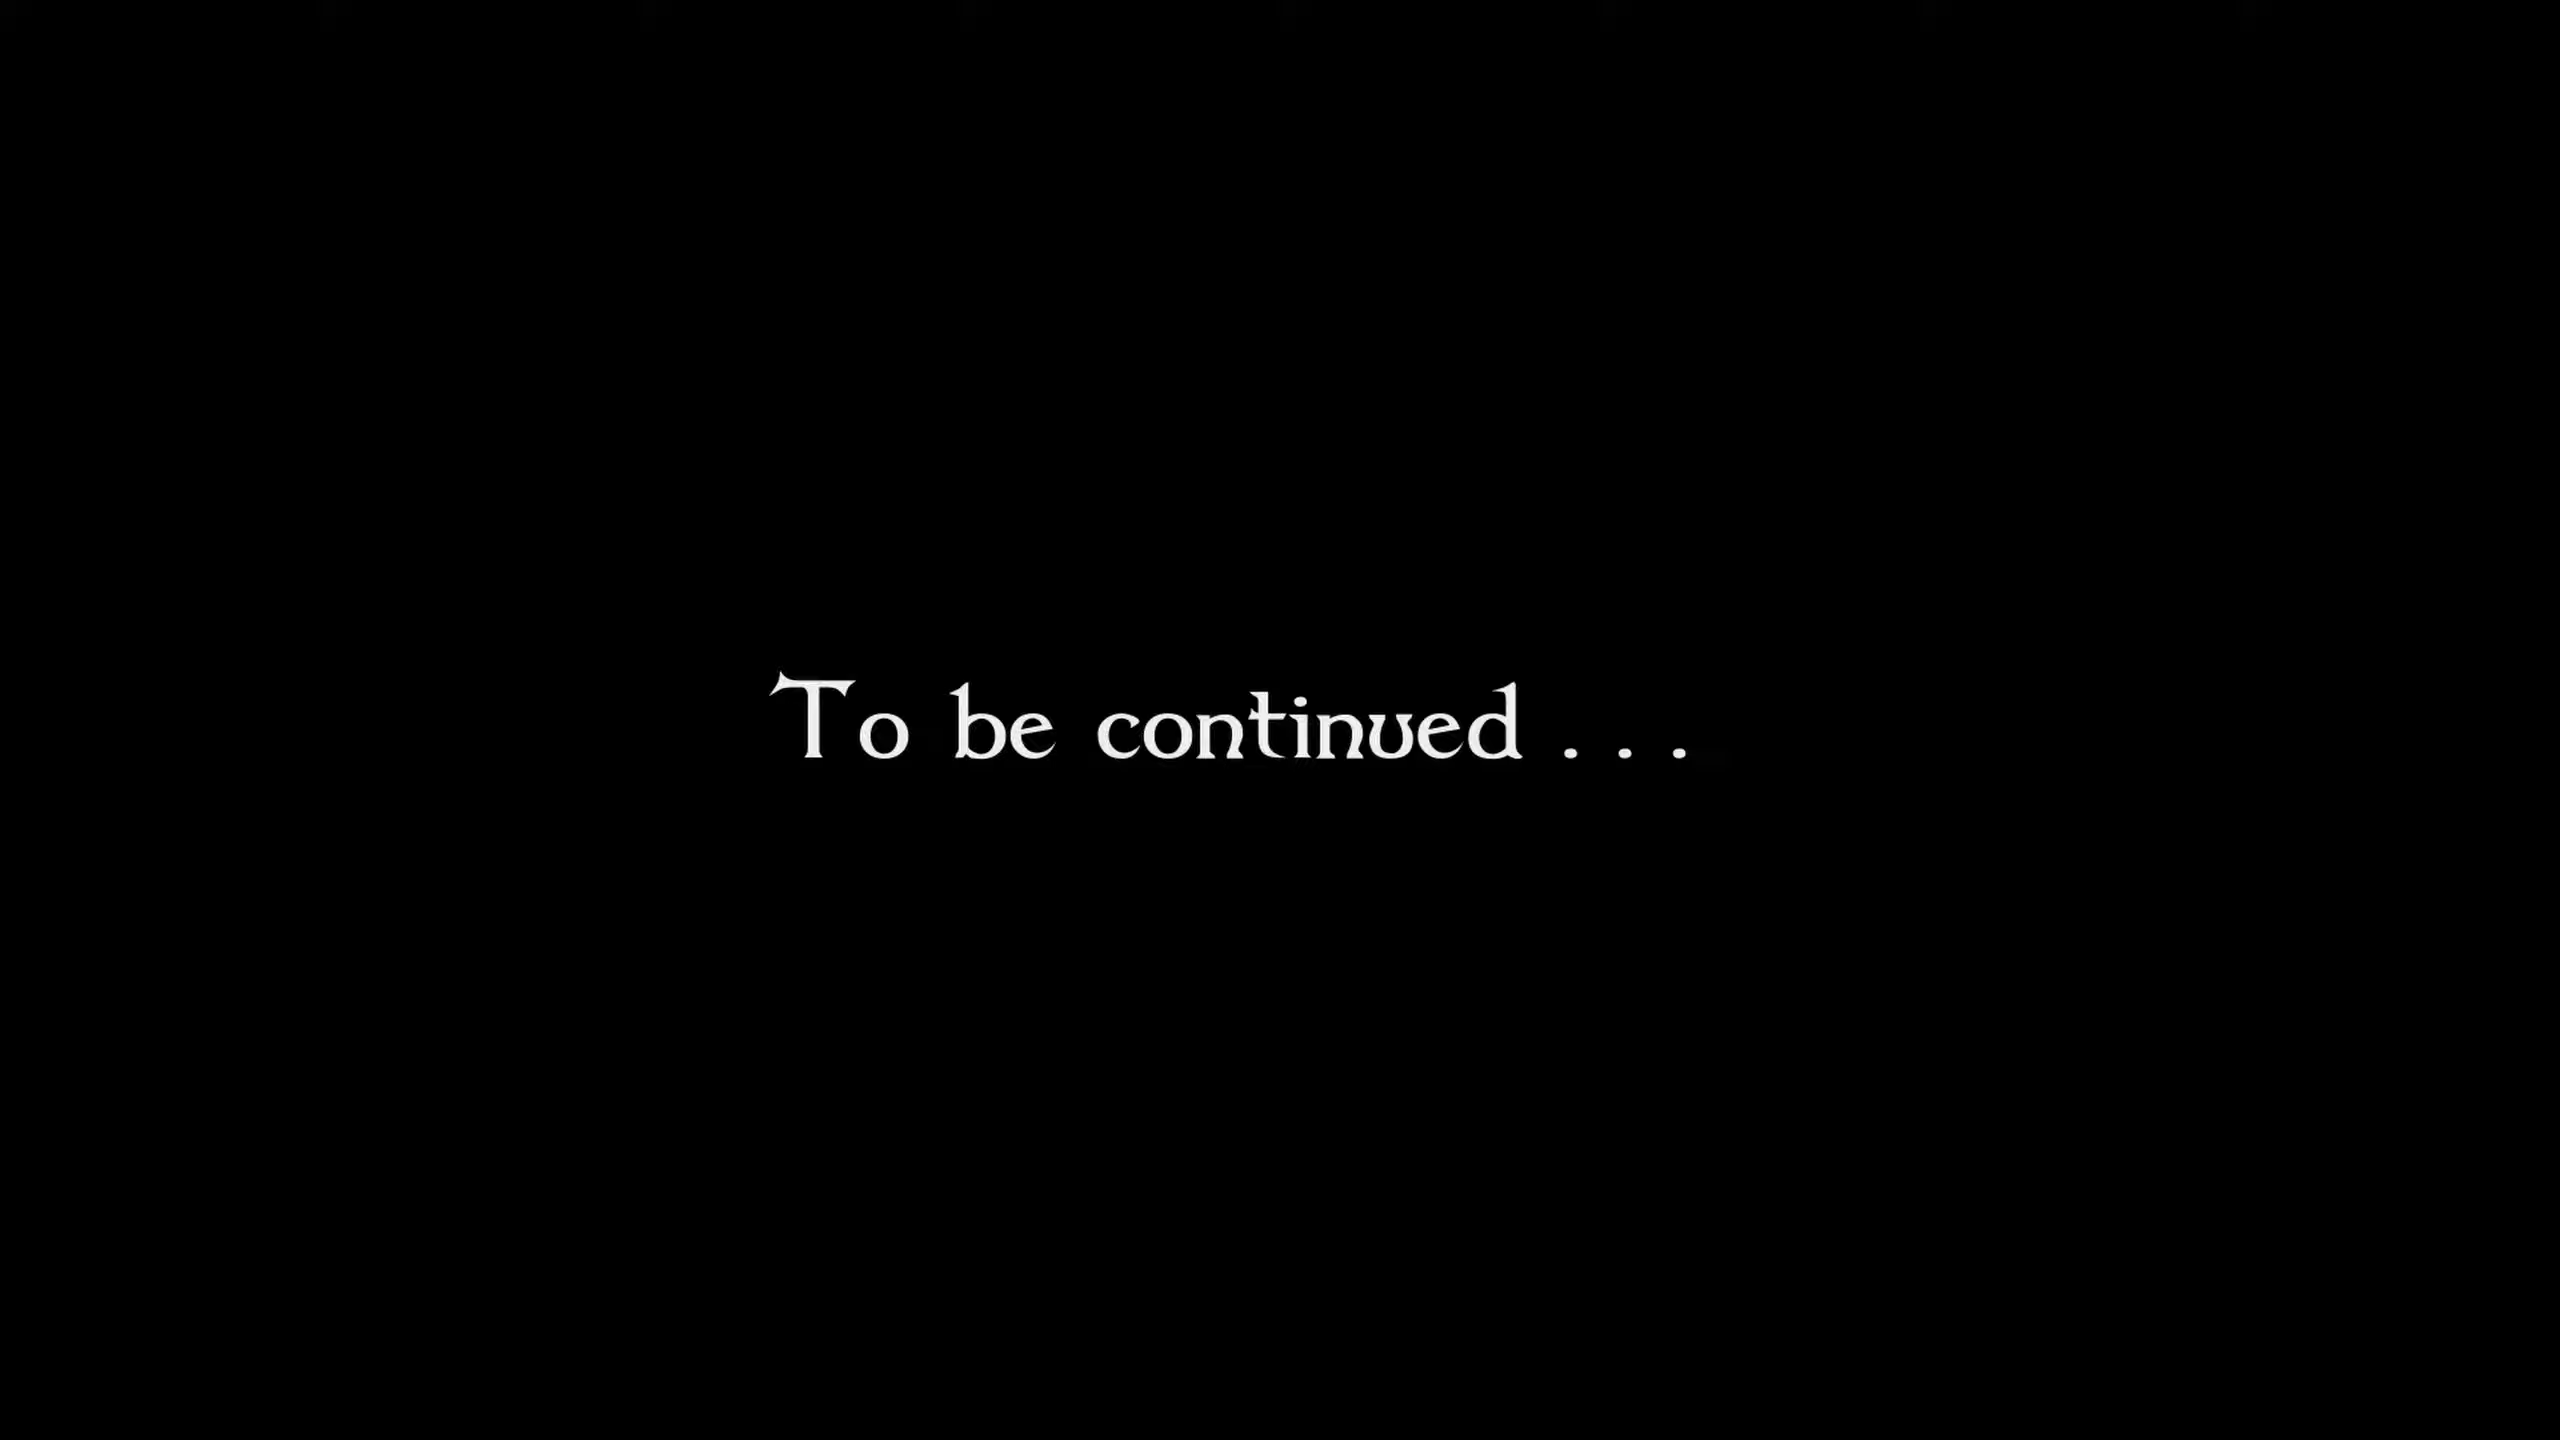 To be continued . . .